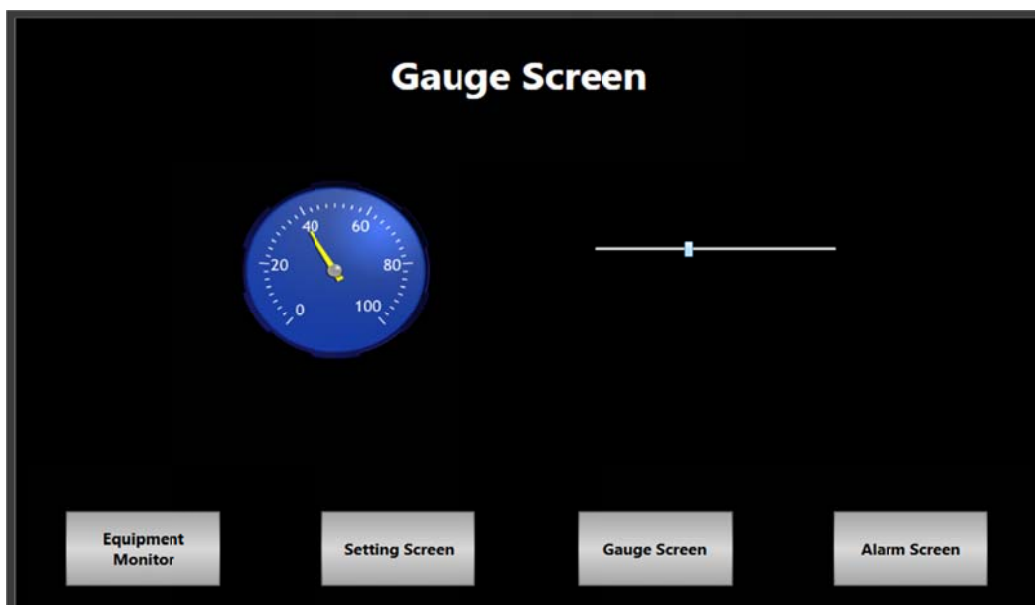 Gauge Screen
40 60
20 80
0 100
Equipment
Monitor
Setting Screen
Gauge Screen
Alarm Screen